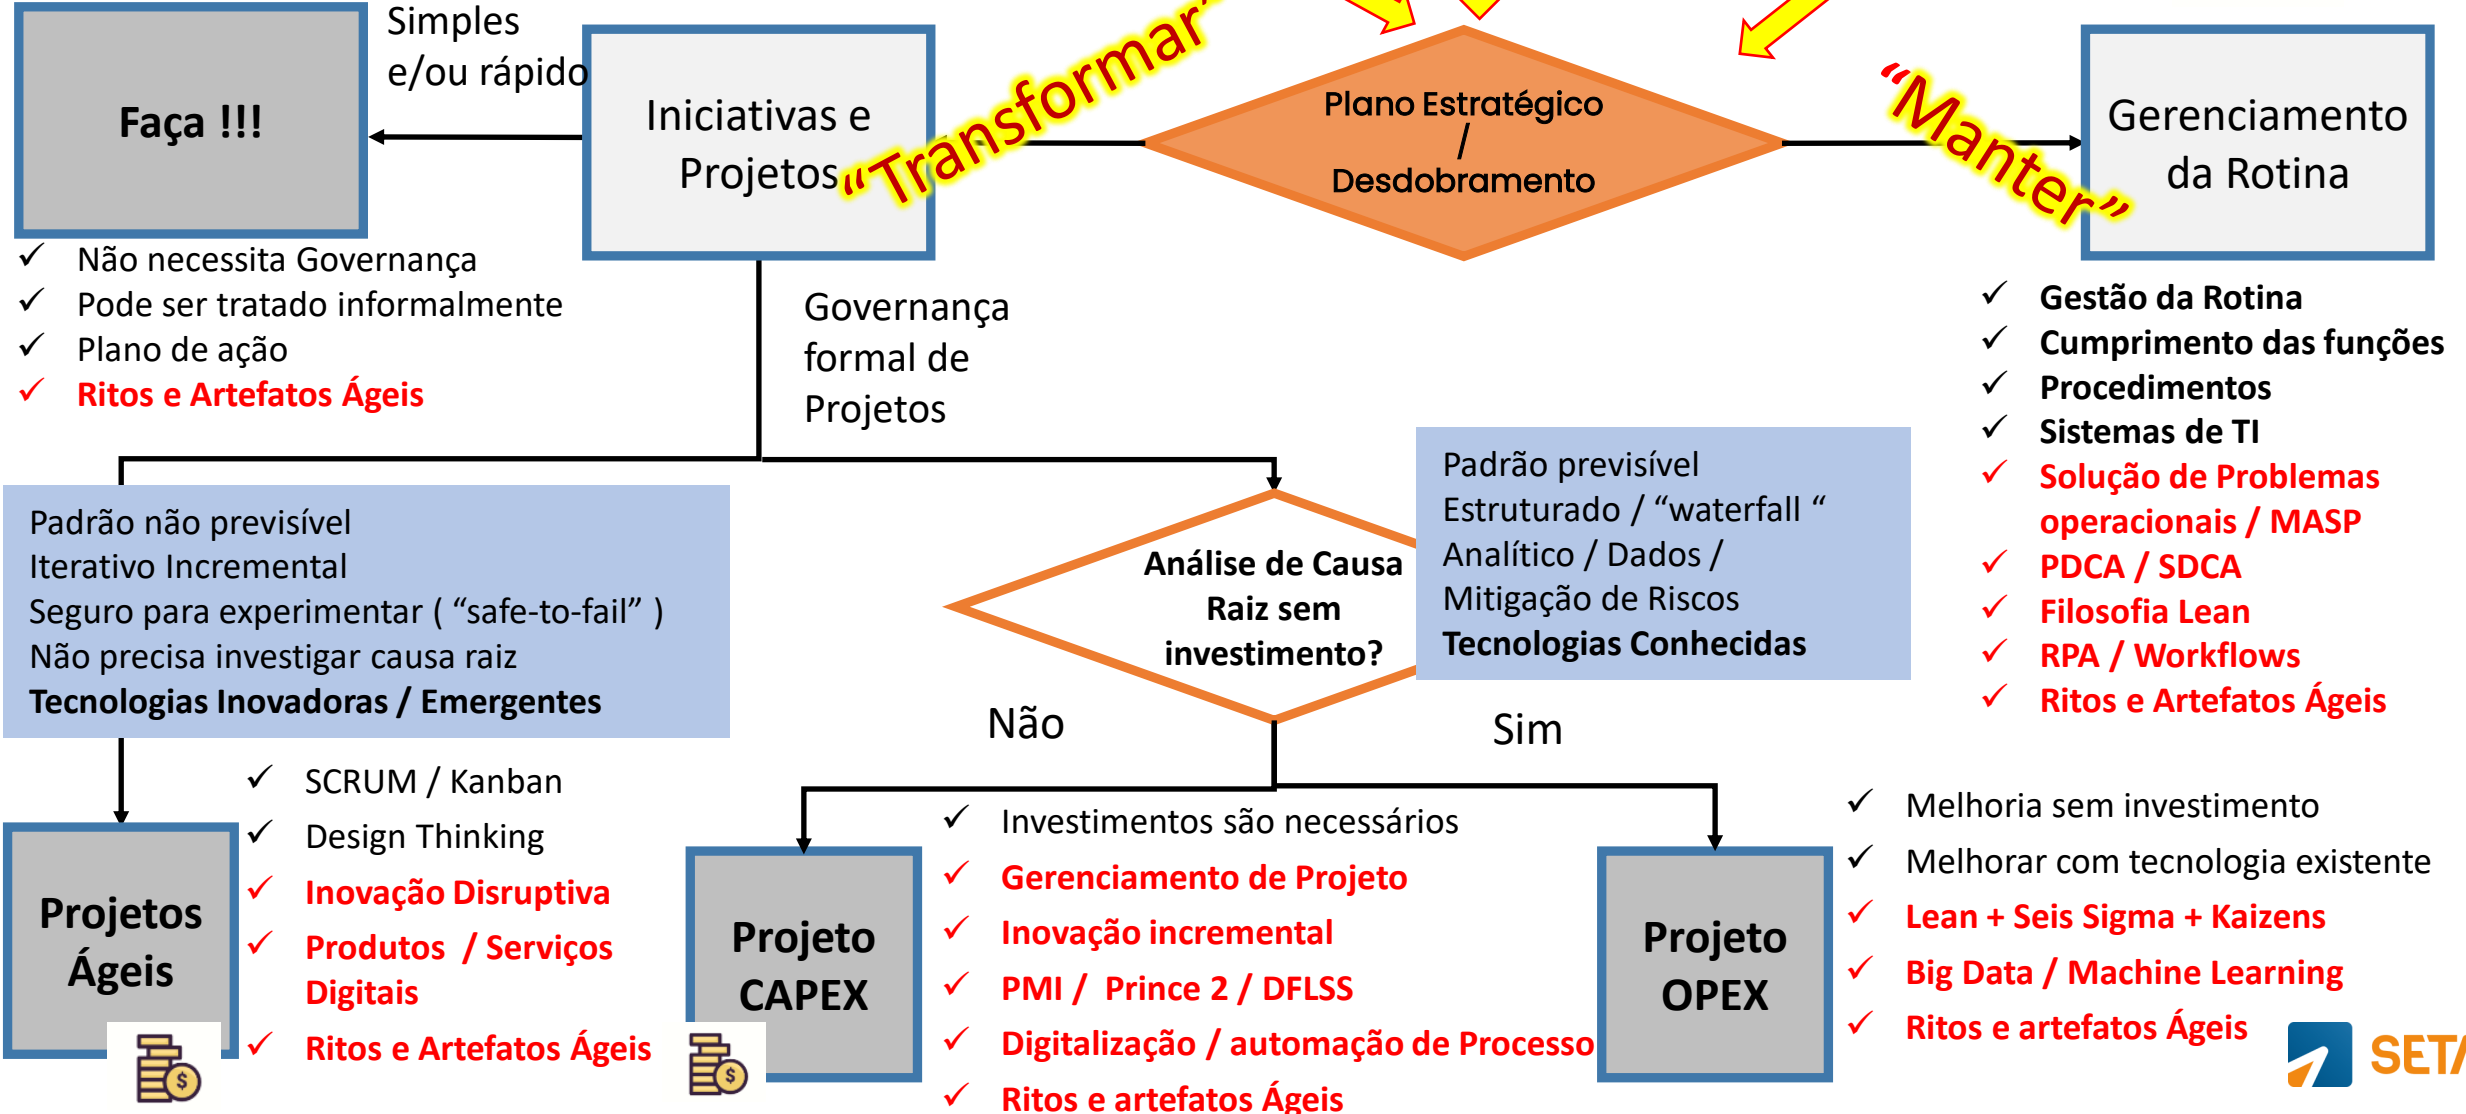 Simples
e/ou rápido
Faça !!!
Iniciativas e
Projetos
“Transformar”
Plano Estratégico
/
Desdobramento
“Manter”
Gerenciamento
da Rotina
✓ Não necessita Governança
✓ Pode ser tratado informalmente
✓ Plano de ação
✓ Ritos e Artefatos Ágeis
Governança
formal de
Projetos
✓ Gestão da Rotina
✓ Cumprimento das funções
✓ Procedimentos
✓ Sistemas de TI
✓ Solução de Problemas
operacionais / MASP
✓ PDCA / SDCA
✓ Filosofia Lean
✓ RPA / Workflows
✓ Ritos e Artefatos Ágeis
Padrão não previsível
Iterativo Incremental
Seguro para experimentar ( “safe-to-fail” )
Não precisa investigar causa raiz
Tecnologias Inovadoras / Emergentes
Análise de Causa
Raiz sem
investimento?
Padrão previsível
Estruturado / “waterfall “
Analítico / Dados /
Mitigação de Riscos
Tecnologias Conhecidas
Não
Sim
Projetos
Ágeis
✓ SCRUM / Kanban
✓ Design Thinking
✓ Inovação Disruptiva
✓ Produtos / Serviços
Digitais
✓ Ritos e Artefatos Ágeis
Projeto
CAPEX
✓ Investimentos são necessários
✓ Gerenciamento de Projeto
✓ Inovação incremental
✓ PMI / Prince 2 / DFLSS
✓ Digitalização / automação de Processo
✓ Ritos e artefatos Ágeis
Projeto
OPEX
✓ Melhoria sem investimento
✓ Melhorar com tecnologia existente
✓ Lean + Seis Sigma + Kaizens
✓ Big Data / Machine Learning
✓ Ritos e artefatos Ágeis